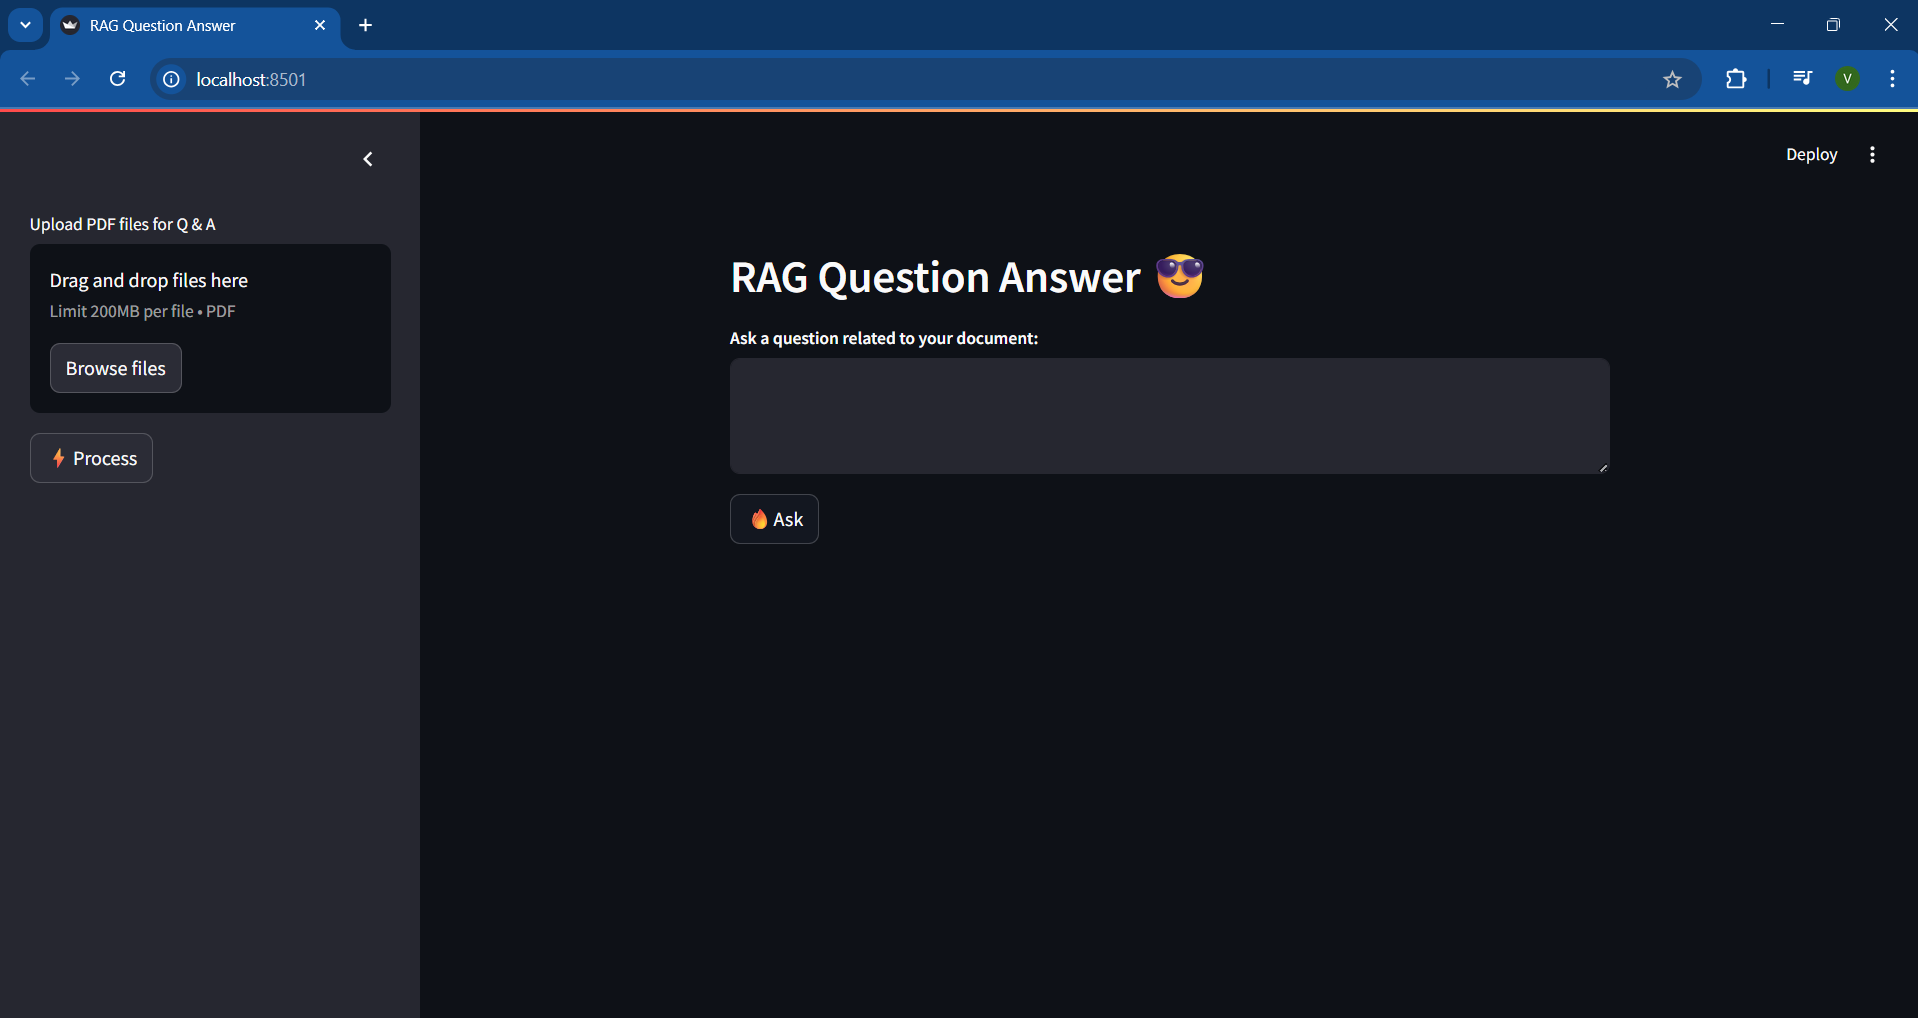 RAG Question Answer
localhost:8501
V
Deploy
Upload PDF files for Q & A
Drag and drop files here
Limit 200MB per file • PDF
Browse files
⚡ Process
RAG Question Answer 😎
Ask a question related to your document:
🔥 Ask